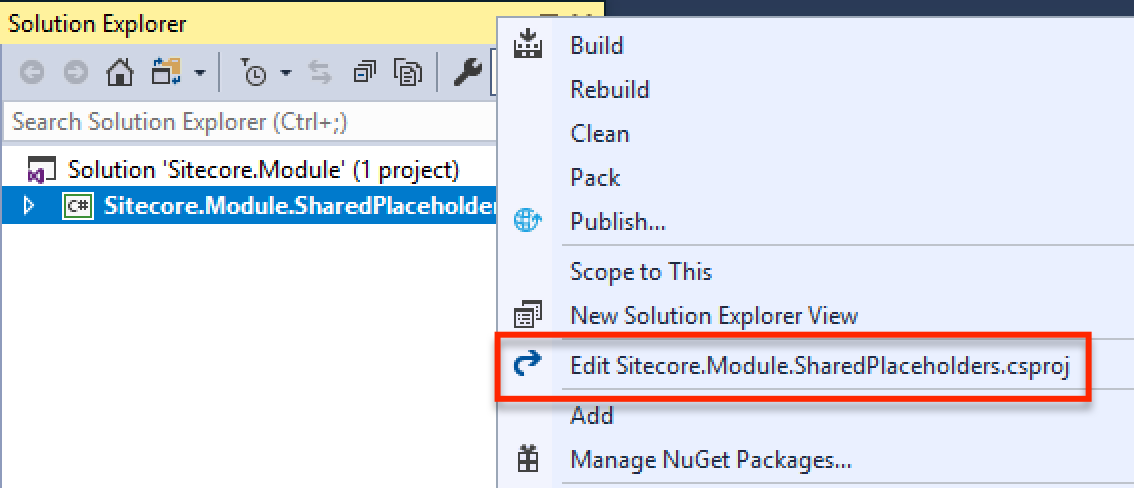 Solution Explorer
Search Solution Explorer (Ctrl+;)
Solution 'Sitecore.Module' (1 project)
C# Sitecore.Module.SharedPlaceholder
Build
Rebuild
Clean
Pack
Publish...
Scope to This
New Solution Explorer View
Edit Sitecore.Module.SharedPlaceholders.csproj
Add
Manage NuGet Packages...